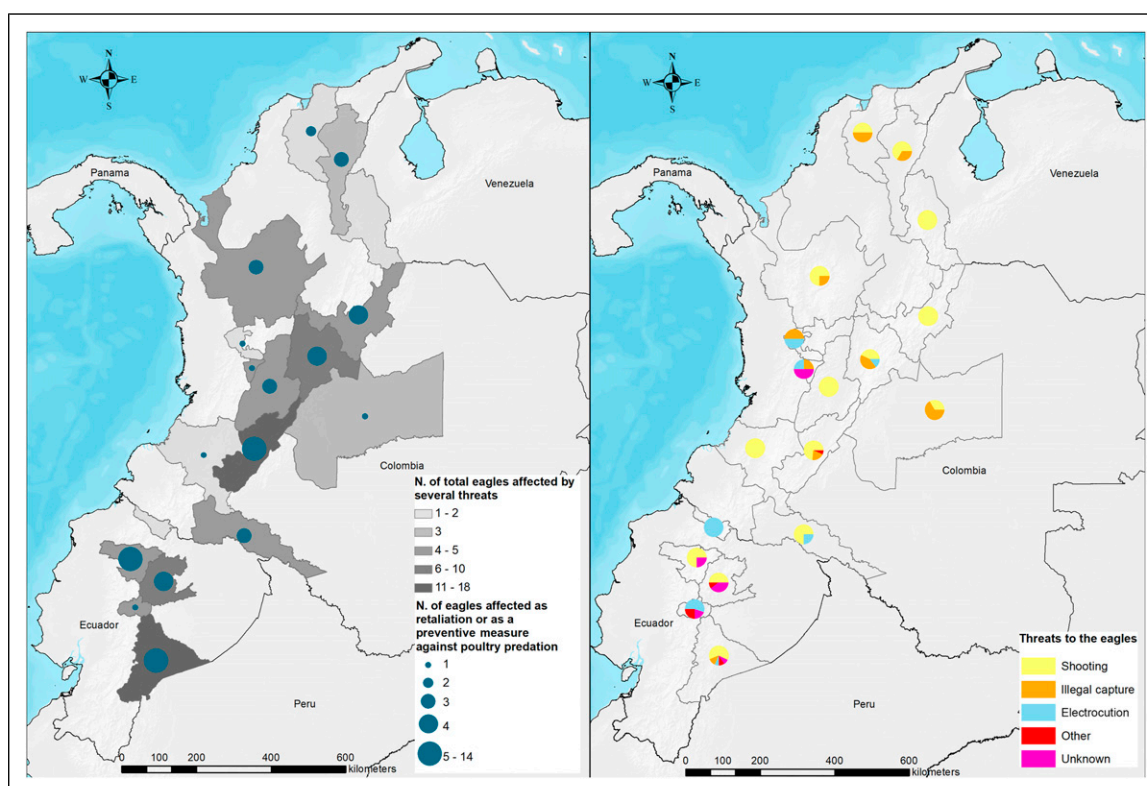 N
W E
S
Panama
Venezuela
Colombia
Ecuador
Peru
N. of total eagles affected by
several threats
1 - 2
3
4 - 5
6 - 10
11 - 18
N. of eagles affected as
retaliation or as a
preventive measure
against poultry predation
1
2
3
4
5 - 14
0 100 200 400 600
kilometers
N
W E
S
Panama
Venezuela
Colombia
Ecuador
Peru
Threats to the eagles
Shooting
Illegal capture
Electrocution
Other
Unknown
0 100 200 400 600
kilometers